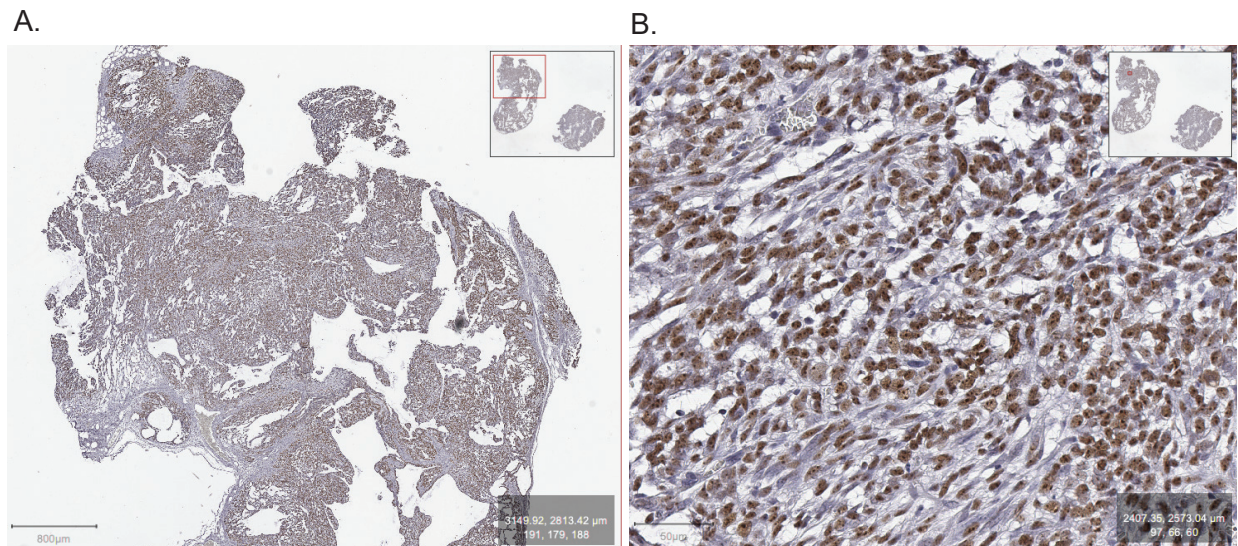 A.
B.
800µm
3149.92, 2813.42 µm
191, 179, 188
50µm
2407.35, 2573.04 µm
97, 66, 60